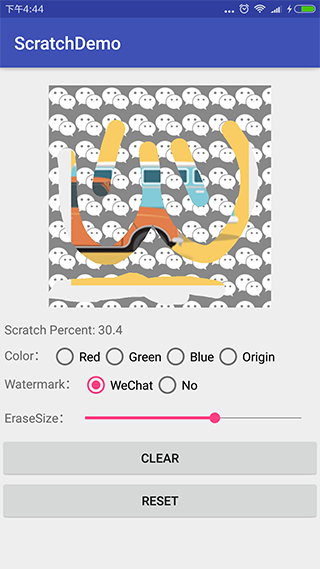 下午4:44
ScratchDemo
Scratch Percent: 30.4
Color： Red Green Blue Origin
Watermark： WeChat No
EraseSize：
CLEAR
RESET